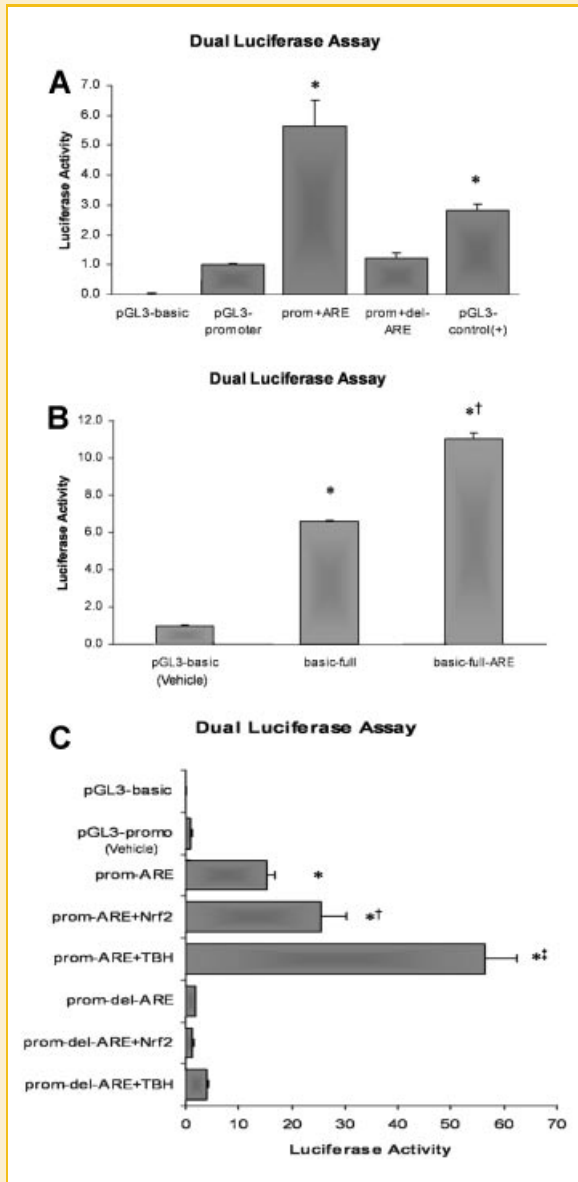 Dual Luciferase Assay
A
Luciferase Activity
7.0
6.0
5.0
4.0
3.0
2.0
1.0
0.0
*
*
pGL3-basic
pGL3-
promoter
prom+ARE
prom+del-
ARE
pGL3-
control(+)
Dual Luciferase Assay
B
Luciferase Activity
12.0
10.0
8.0
6.0
4.0
2.0
0.0
*
*†
pGL3-basic
(Vehicle)
basic-full
basic-full-ARE
C
Dual Luciferase Assay
pGL3-basic
pGL3-promo
(Vehicle)
prom-ARE
*
prom-ARE+Nrf2
*†
prom-ARE+TBH
*‡
prom-del-ARE
prom-del-ARE+Nrf2
prom-del-ARE+TBH
0 10 20 30 40 50 60 70
Luciferase Activity